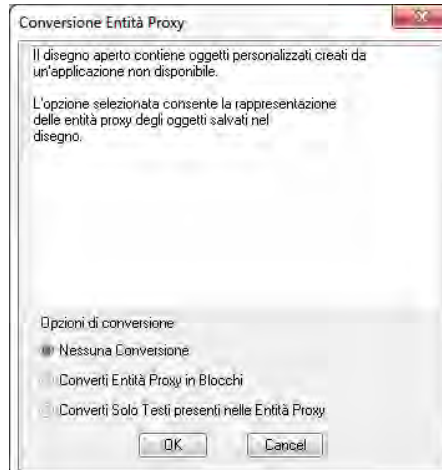 Conversione Entità Proxy
Il disegno aperto contiene oggetti personalizzati creati da
un'applicazione non disponibile.
L'opzione selezionata consente la rappresentazione
delle entità proxy degli oggetti salvati nel
disegno.
Opzioni di conversione
Nessuna Conversione
Converti Entità Proxy in Blocchi
Converti Solo Testi presenti nelle Entità Proxy
OK Cancel